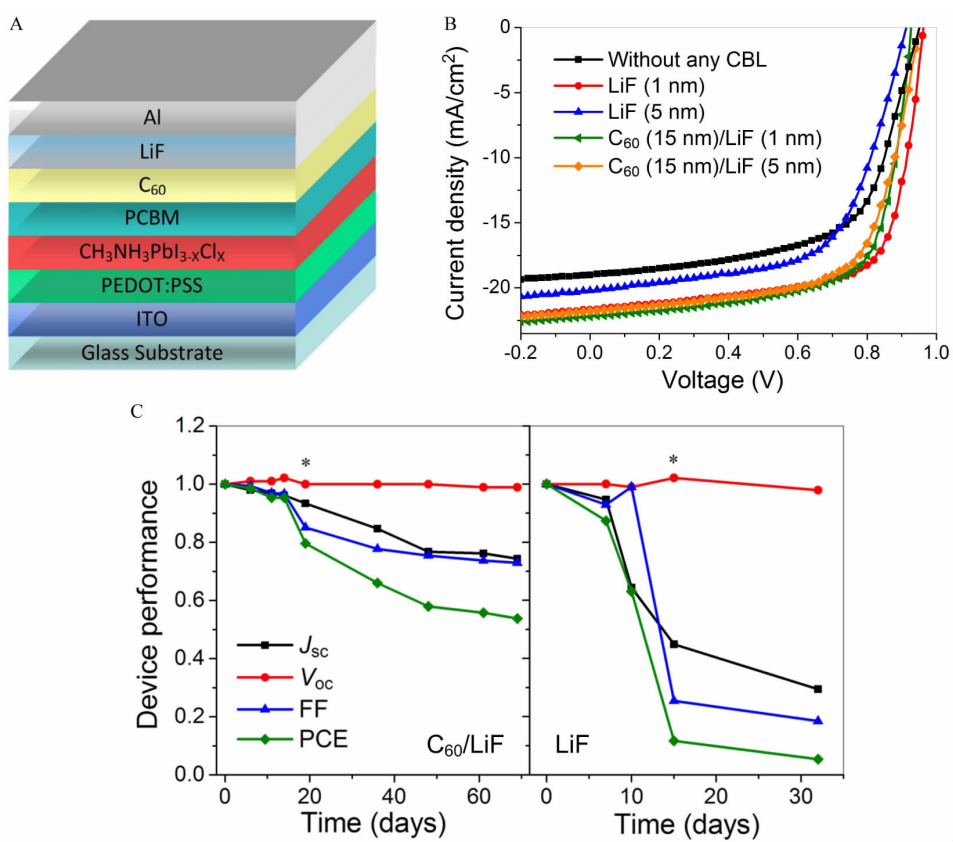 A
Al
LiF
C₆₀
PCBM
CH₃NH₃PbI₃₋ₓClₓ
PEDOT:PSS
ITO
Glass Substrate
B
Without any CBL
LiF (1 nm)
LiF (5 nm)
C₆₀ (15 nm)/LiF (1 nm)
C₆₀ (15 nm)/LiF (5 nm)
Current density (mA/cm²)
0
-5
-10
-15
-20
-0.2 0.0 0.2 0.4 0.6 0.8 1.0
Voltage (V)
C
Device performance
1.2
1.0
0.8
0.6
0.4
0.2
0.0
*
Jsc
Voc
FF
PCE
C₆₀/LiF
0 20 40 60
Time (days)
*
LiF
0 10 20 30
Time (days)